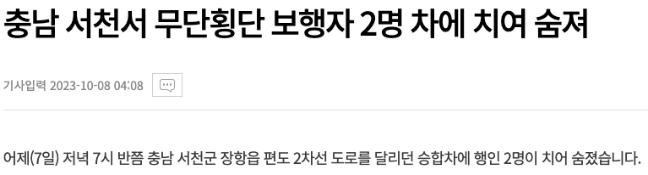 충남 서천서 무단횡단 보행자 2명 차에 치여 숨져
기사입력 2023-10-08 04:08
어제(7일) 저녁 7시 반쯤 충남 서천군 장항읍 편도 2차선 도로를 달리던 승합차에 행인 2명이 치어 숨졌습니다.